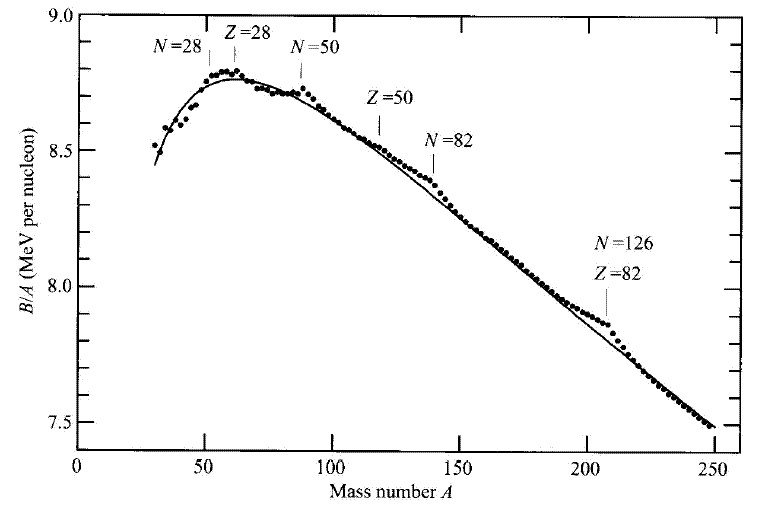 9.0
Z=28
N=28
N=50
Z=50
8.5
N=82
B/A (MeV per nucleon)
N=126
Z=82
8.0
7.5
0
50
100
150
200
250
Mass number A